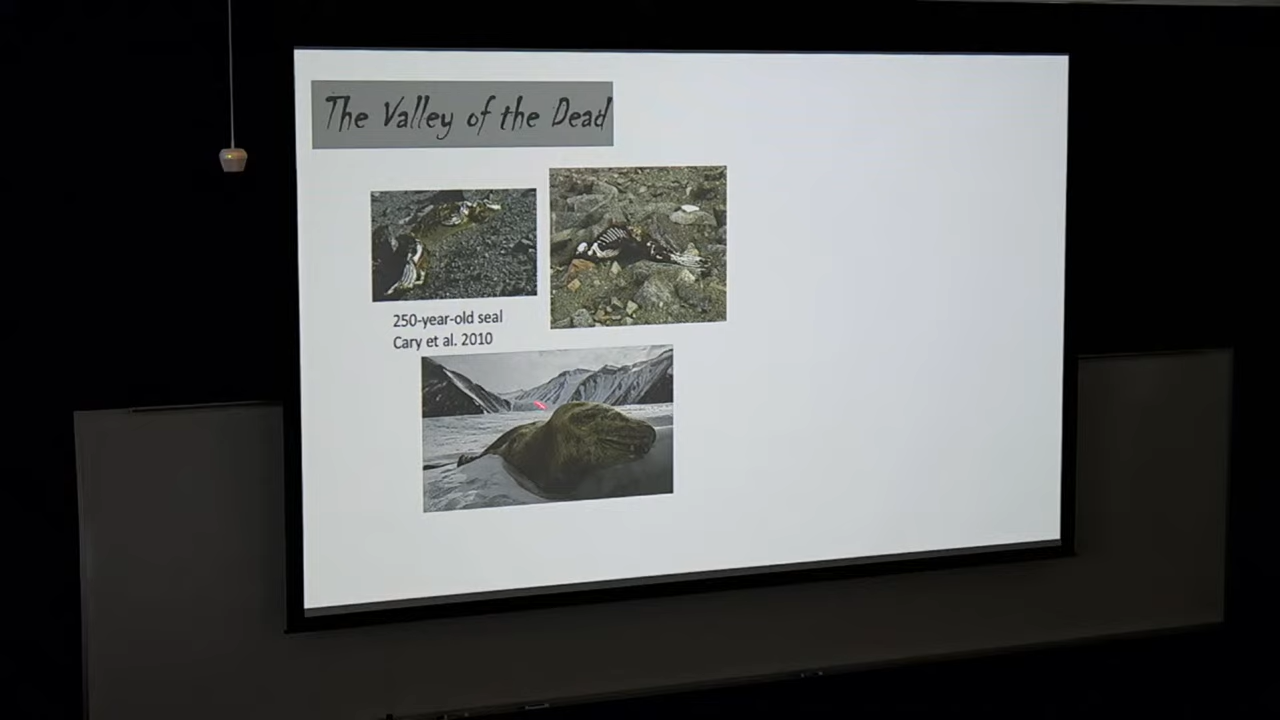 The Valley of the Dead
250-year-old seal
Cary et al. 2010